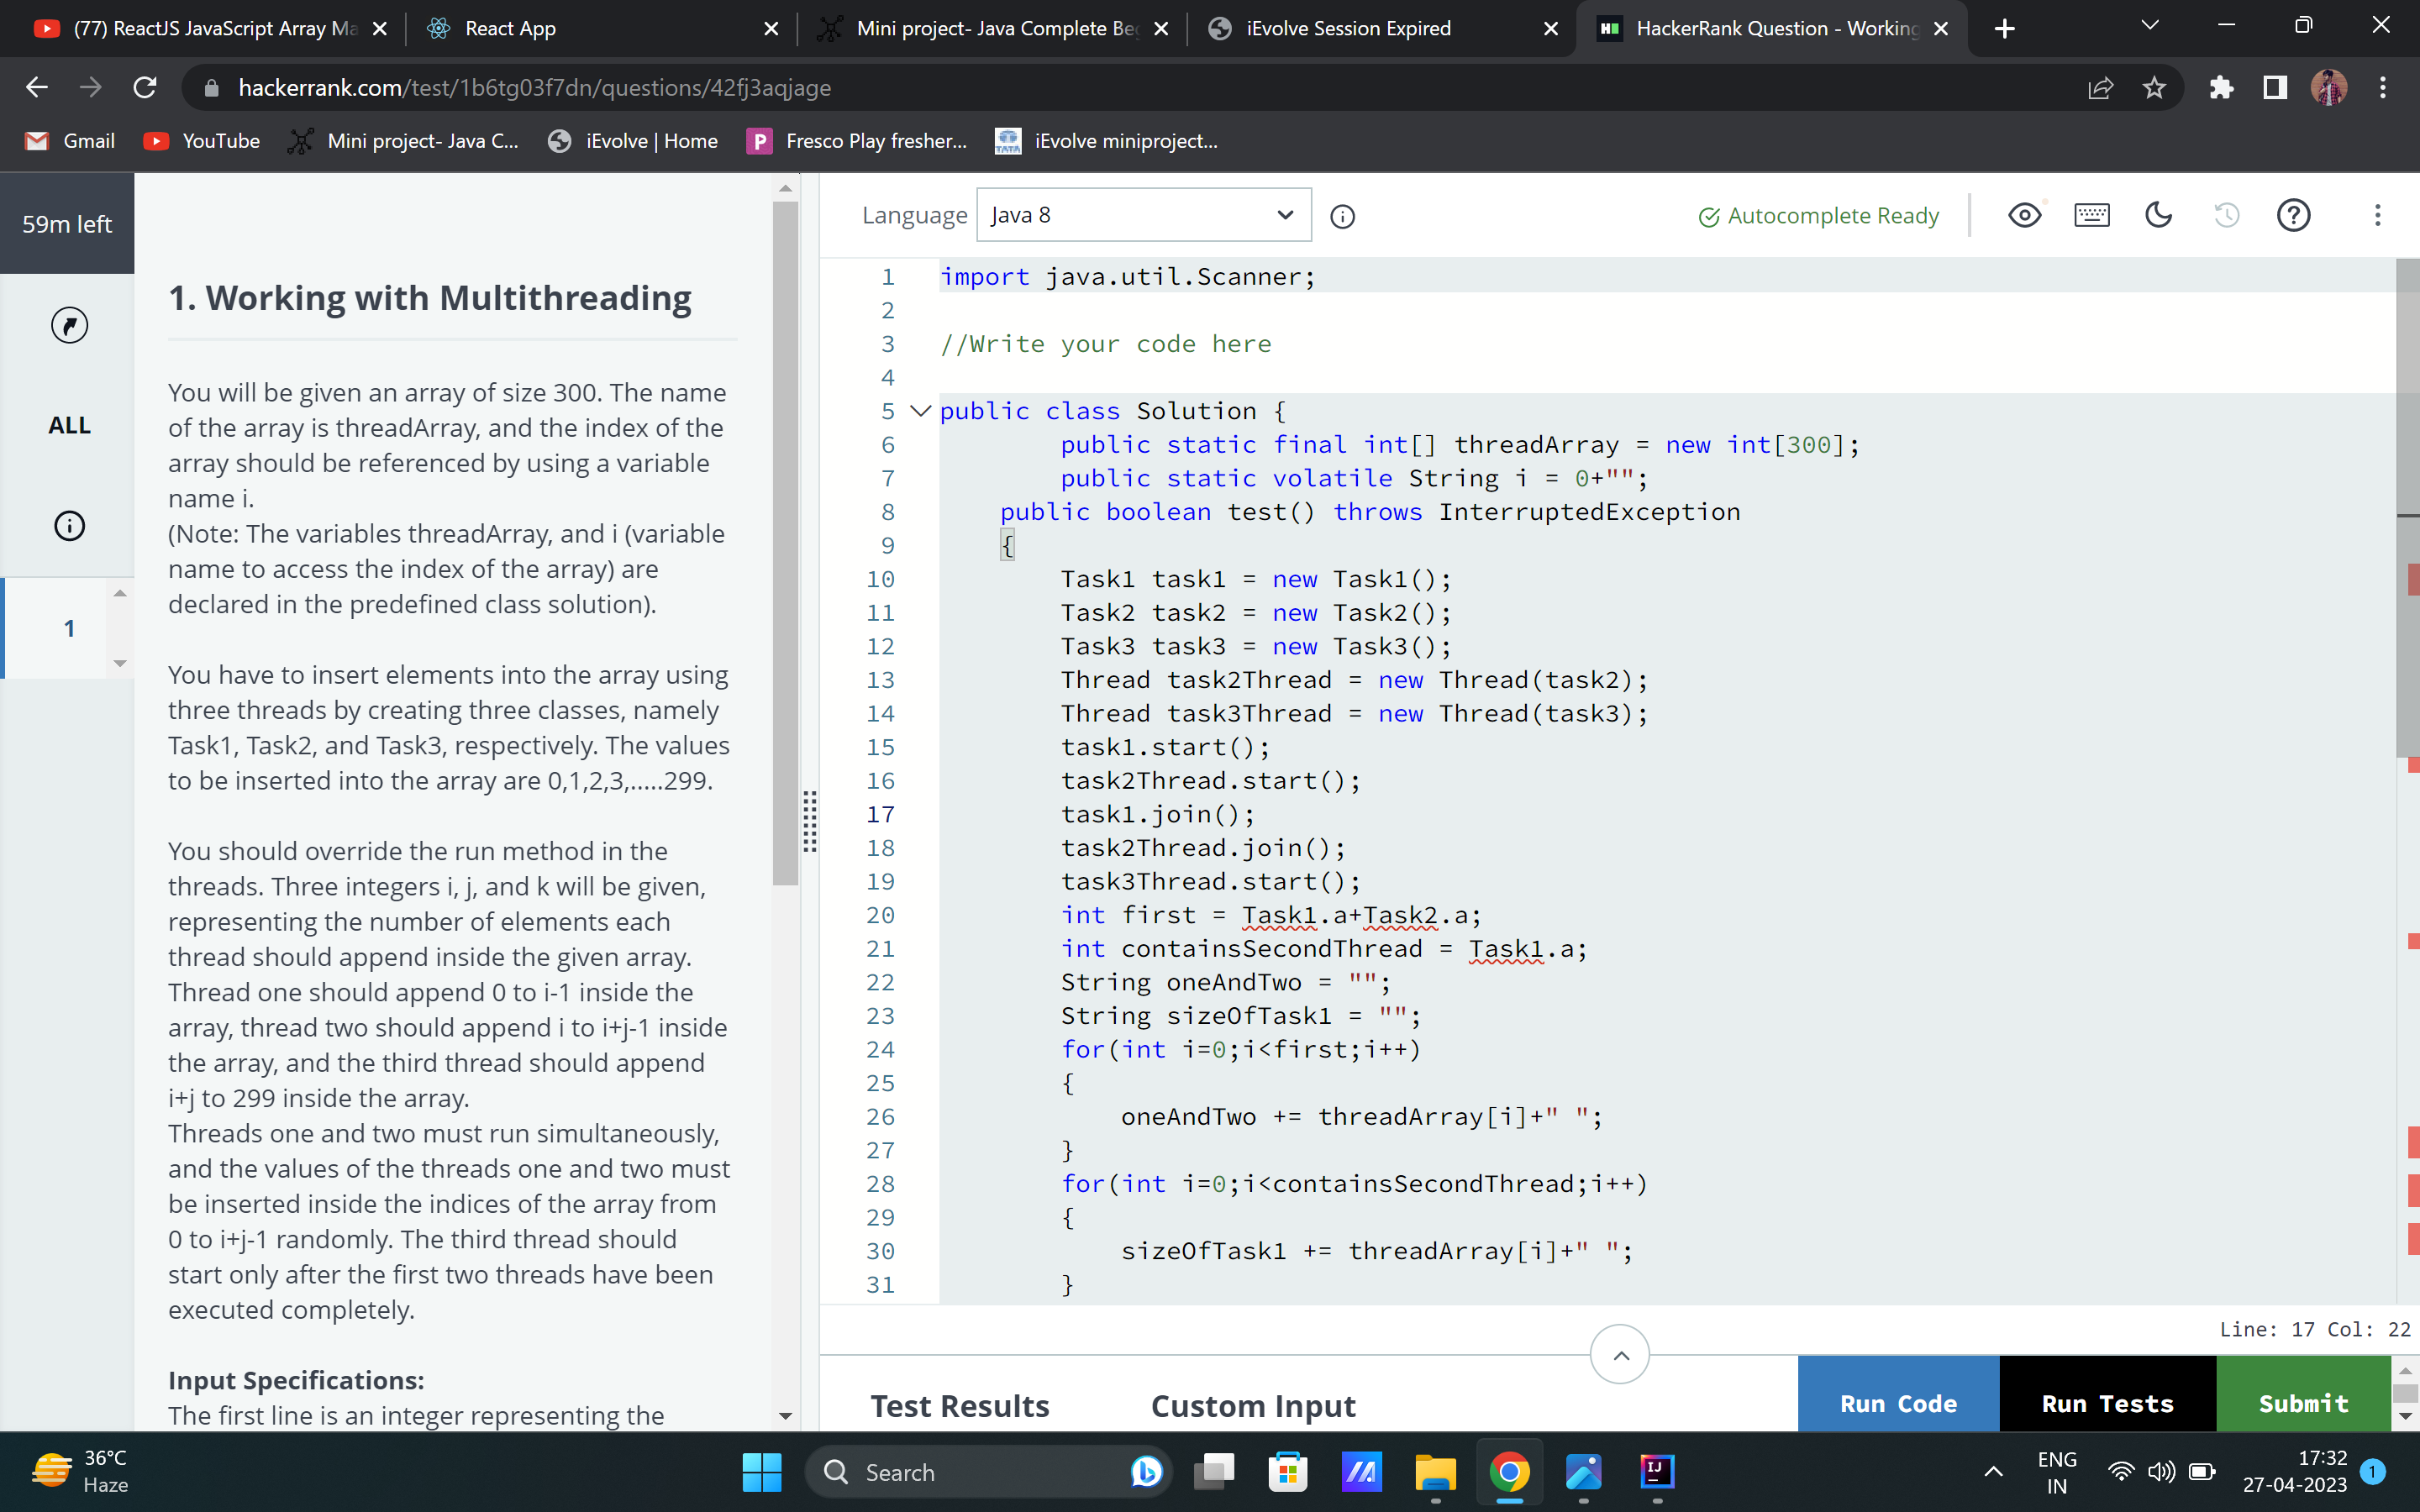 (77) ReactJS JavaScript Array Ma
React App
Mini project- Java Complete Be
iEvolve Session Expired
HackerRank Question - Working
hackerrank.com/test/1b6tg03f7dn/questions/42fj3aqjage
Gmail
YouTube
Mini project- Java C...
iEvolve | Home
Fresco Play fresher...
iEvolve miniproject...
59m left
ALL
1
1. Working with Multithreading
You will be given an array of size 300. The name
of the array is threadArray, and the index of the
array should be referenced by using a variable
name i.
(Note: The variables threadArray, and i (variable
name to access the index of the array) are
declared in the predefined class solution).
You have to insert elements into the array using
three threads by creating three classes, namely
Task1, Task2, and Task3, respectively. The values
to be inserted into the array are 0,1,2,3,.....299.
You should override the run method in the
threads. Three integers i, j, and k will be given,
representing the number of elements each
thread should append inside the given array.
Thread one should append 0 to i-1 inside the
array, thread two should append i to i+j-1 inside
the array, and the third thread should append
i+j to 299 inside the array.
Threads one and two must run simultaneously,
and the values of the threads one and two must
be inserted inside the indices of the array from
0 to i+j-1 randomly. The third thread should
start only after the first two threads have been
executed completely.
Input Specifications:
The first line is an integer representing the
Language Java 8
Autocomplete Ready
1 import java.util.Scanner;
2
3 //Write your code here
4
5 public class Solution {
6 public static final int[] threadArray = new int[300];
7 public static volatile String i = 0+"";
8 public boolean test() throws InterruptedException
9 {
10 Task1 task1 = new Task1();
11 Task2 task2 = new Task2();
12 Task3 task3 = new Task3();
13 Thread task2Thread = new Thread(task2);
14 Thread task3Thread = new Thread(task3);
15 task1.start();
16 task2Thread.start();
17 task1.join();
18 task2Thread.join();
19 task3Thread.start();
20 int first = Task1.a+Task2.a;
21 int containsSecondThread = Task1.a;
22 String oneAndTwo = "";
23 String sizeOfTask1 = "";
24 for(int i=0;i<first;i++)
25 {
26 oneAndTwo += threadArray[i]+" ";
27 }
28 for(int i=0;i<containsSecondThread;i++)
29 {
30 sizeOfTask1 += threadArray[i]+" ";
31 }
Line: 17 Col: 22
Test Results
Custom Input
Run Code
Run Tests
Submit
36°C
Haze
Search
ENG
IN
17:32
27-04-2023
1